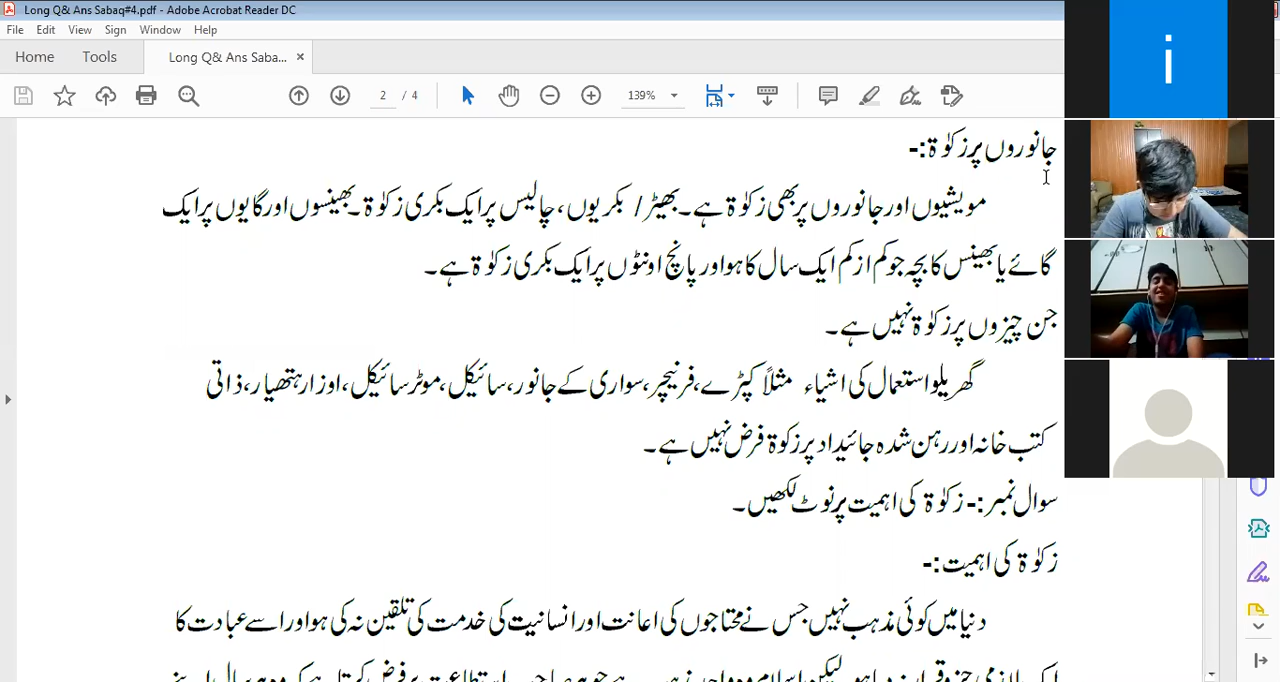 Long Q& Ans Sabaq#4.pdf - Adobe Acrobat Reader DC
File Edit View Sign Window Help
Home Tools Long Q& Ans Saba... ×
2 / 4 139%
i
جانوروں پر زکوٰۃ:-
مویشیوں اور جانوروں پر بھی زکوٰۃ ہے۔ بھیڑ / بکریوں، چالیس پر ایک بکری زکوٰۃ۔ بھینسوں اور گایوں پر ایک
گائے یا بھینس کا بچہ جو کم از کم ایک سال کا ہو اور پانچ اونٹوں پر ایک بکری زکوٰۃ ہے۔
جن چیزوں پر زکوٰۃ نہیں ہے۔
گھریلو استعمال کی اشیاء مثلاً کپڑے، فرنیچر، سواری کے جانور، سائیکل، موٹر سائیکل، اوزار ہتھیار، ذاتی
کتب خانہ اور رہن شدہ جائیداد پر زکوٰۃ فرض نہیں ہے۔
سوال نمبر:- زکوٰۃ کی اہمیت پر نوٹ لکھیں۔
زکوٰۃ کی اہمیت:-
دنیا میں کوئی مذہب نہیں جس نے محتاجوں کی اعانت اور انسانیت کی خدمت کی تلقین نہ کی ہو اور اسے عبادت کا